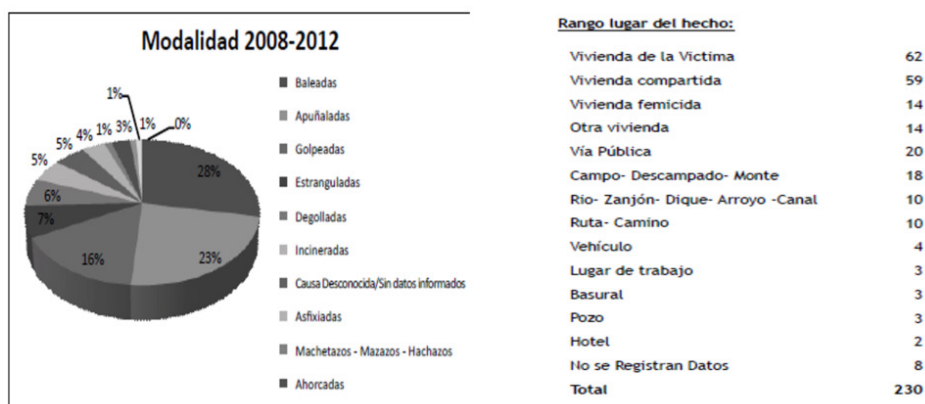 Modalidad 2008-2012
1%
0%
1%
3%
1%
4%
5%
5%
6%
7%
16%
23%
28%
Baleadas
Apuñaladas
Golpeadas
Estranguladas
Degolladas
Incineradas
Causa Desconocida/Sin datos informados
Asfixiadas
Machetazos - Mazazos - Hachazos
Ahorcadas
Rango lugar del hecho:
Vivienda de la Victima 62
Vivienda compartida 59
Vivienda femicida 14
Otra vivienda 14
Vía Pública 20
Campo- Descampado- Monte 18
Rio- Zanjón- Dique- Arroyo -Canal 10
Ruta- Camino 10
Vehículo 4
Lugar de trabajo 3
Basural 3
Pozo 3
Hotel 2
No se Registran Datos 8
Total 230